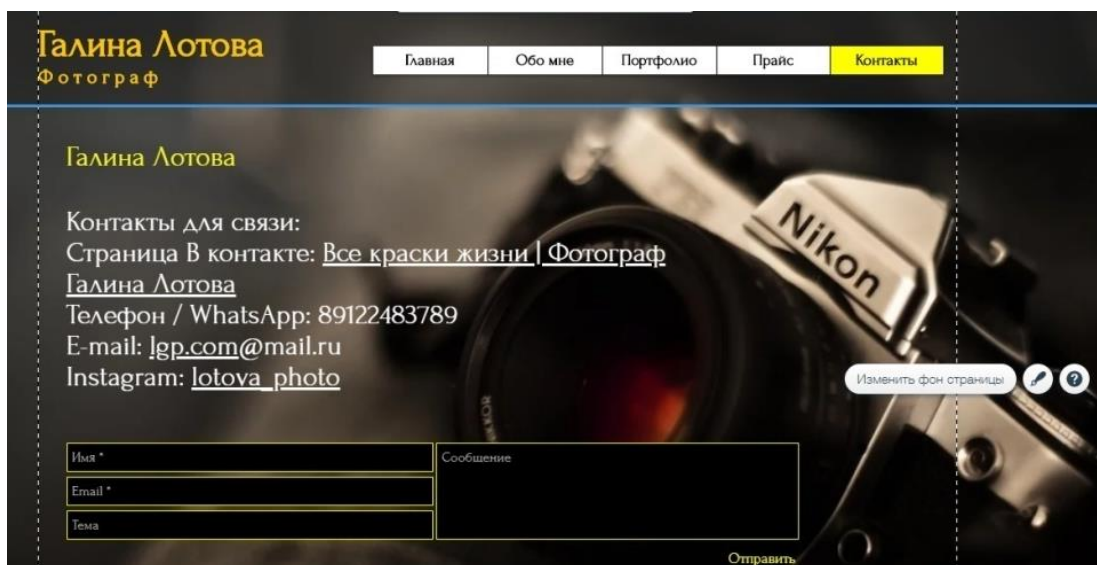 Галина Лотова
Фотограф
Главная
Обо мне
Портфолио
Прайс
Контакты
Галина Лотова
Контакты для связи:
Страница В контакте: Все краски жизни | Фотограф
Галина Лотова
Телефон / WhatsApp: 89122483789
E-mail: lgp.com@mail.ru
Instagram: lotova_photo
Nikon
Изменить фон страницы
?
Имя *
Сообщение
Email *
Тема
Отправить